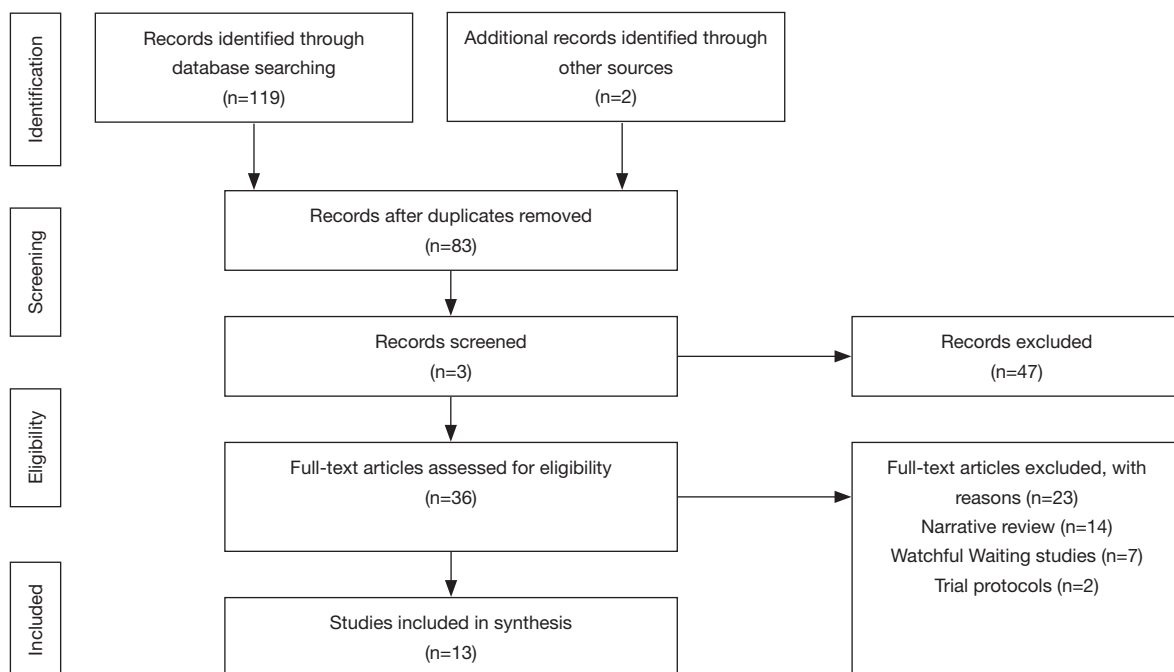 Identification
Records identified through
database searching
(n=119)
Additional records identified through
other sources
(n=2)
Screening
Records after duplicates removed
(n=83)
Records screened
(n=3)
Records excluded
(n=47)
Eligibility
Full-text articles assessed for eligibility
(n=36)
Full-text articles excluded, with
reasons (n=23)
Narrative review (n=14)
Watchful Waiting studies (n=7)
Trial protocols (n=2)
Included
Studies included in synthesis
(n=13)